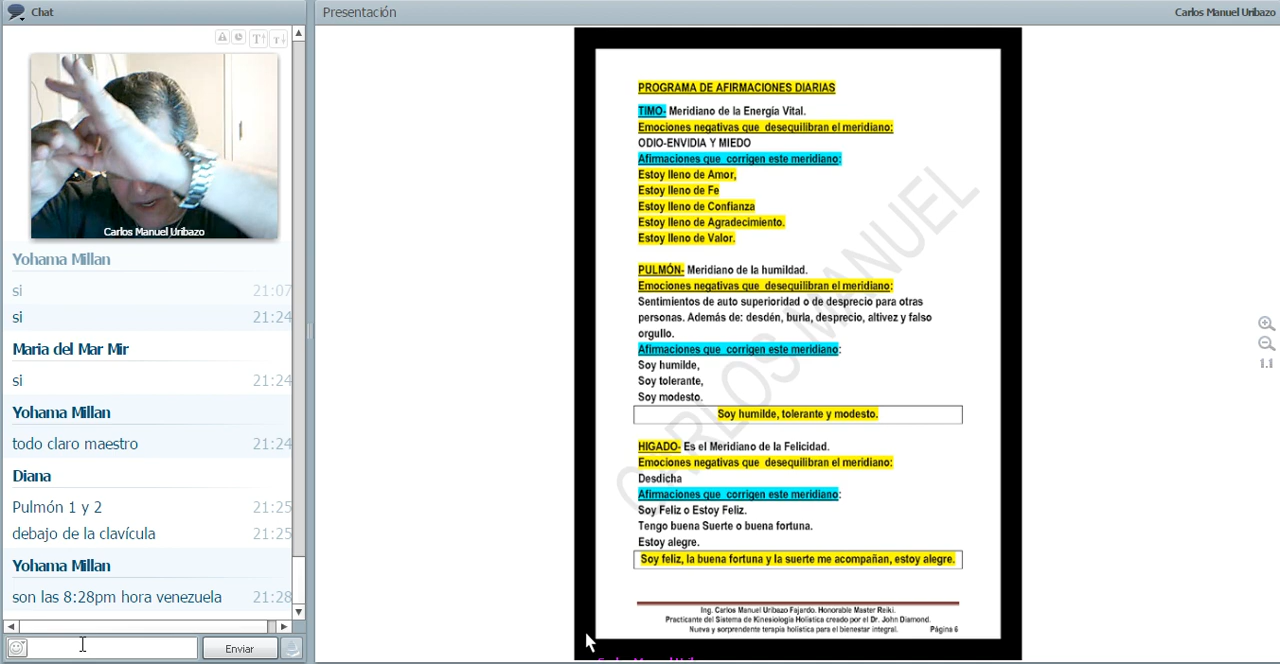 Chat
Carlos Manuel Uribazo
Yohama Millan
si 21:07
si 21:24
Maria del Mar Mir
si 21:24
Yohama Millan
todo claro maestro 21:24
Diana
Pulmón 1 y 2 21:25
debajo de la clavícula 21:25
Yohama Millan
son las 8:28pm hora venezuela 21:28
Enviar
Presentación
Carlos Manuel Uribazo
PROGRAMA DE AFIRMACIONES DIARIAS
TIMO- Meridiano de la Energía Vital.
Emociones negativas que desequilibran el meridiano:
ODIO-ENVIDIA Y MIEDO
Afirmaciones que corrigen este meridiano:
Estoy lleno de Amor,
Estoy lleno de Fe
Estoy lleno de Confianza
Estoy lleno de Agradecimiento.
Estoy lleno de Valor.
PULMÓN- Meridiano de la humildad.
Emociones negativas que desequilibran el meridiano:
Sentimientos de auto superioridad o de desprecio para otras
personas. Además de: desdén, burla, desprecio, altivez y falso
orgullo.
Afirmaciones que corrigen este meridiano:
Soy humilde,
Soy tolerante,
Soy modesto.
Soy humilde, tolerante y modesto.
HIGADO- Es el Meridiano de la Felicidad.
Emociones negativas que desequilibran el meridiano:
Desdicha
Afirmaciones que corrigen este meridiano:
Soy Feliz o Estoy Feliz.
Tengo buena Suerte o buena fortuna.
Estoy alegre.
Soy feliz, la buena fortuna y la suerte me acompañan, estoy alegre.
Ing. Carlos Manuel Uribazo Fajardo. Honorable Master Reiki.
Practicante del Sistema de Kinesiología Holística creado por el Dr. John Diamond.
Nueva y sorprendente terapia holística para el bienestar integral. Página 6
CARLOS MANUEL
1.1